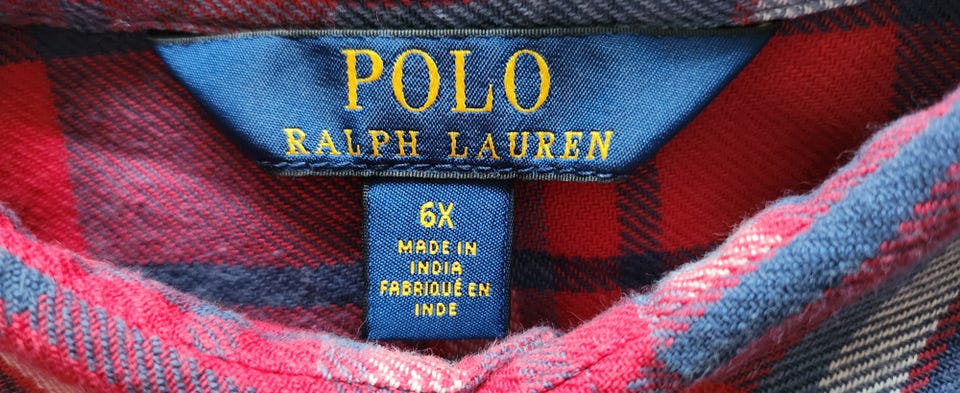 POLO
RALPH LAUREN
6X
MADE IN
INDIA
FABRIQUÉ EN
INDE